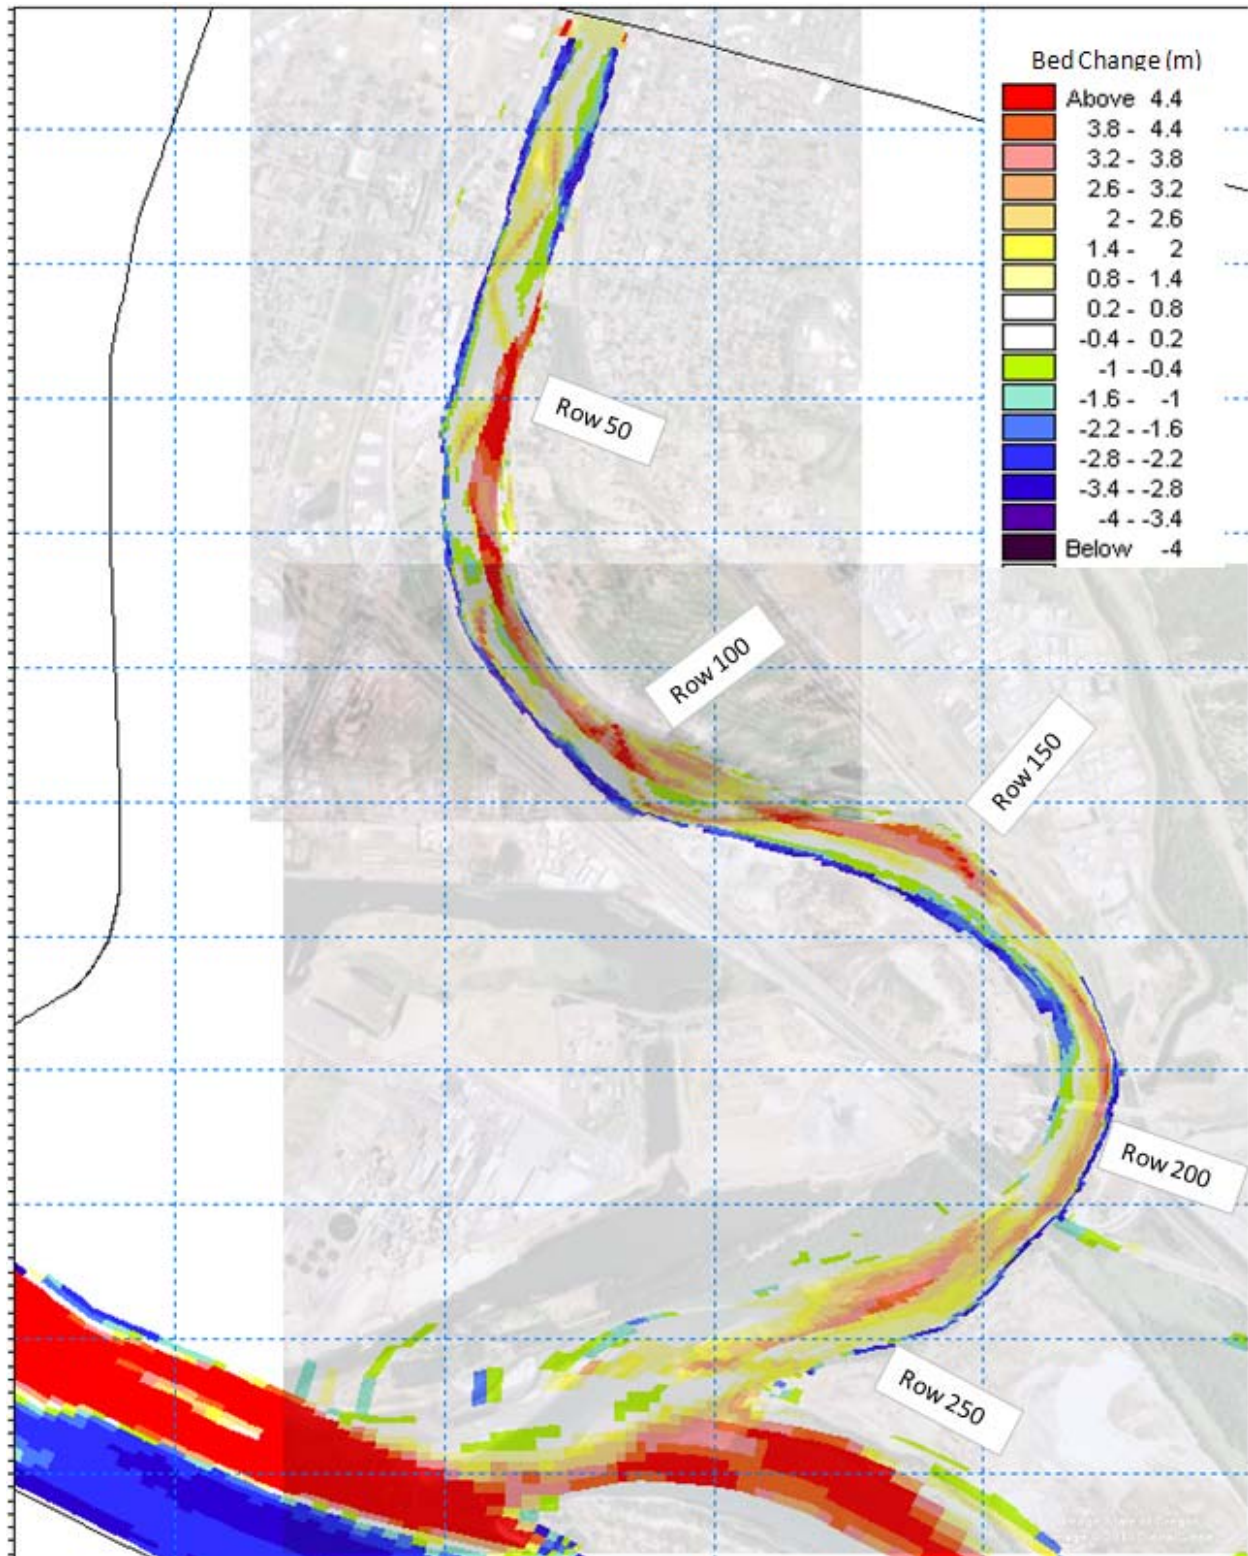 Bed Change (m)
Above 4.4
3.8 - 4.4
3.2 - 3.8
2.6 - 3.2
2 - 2.6
1.4 - 2
0.8 - 1.4
0.2 - 0.8
-0.4 - 0.2
-1 - -0.4
-1.6 - -1
-2.2 - -1.6
-2.8 - -2.2
-3.4 - -2.8
-4 - -3.4
Below -4
Row 50
Row 100
Row 150
Row 200
Row 250